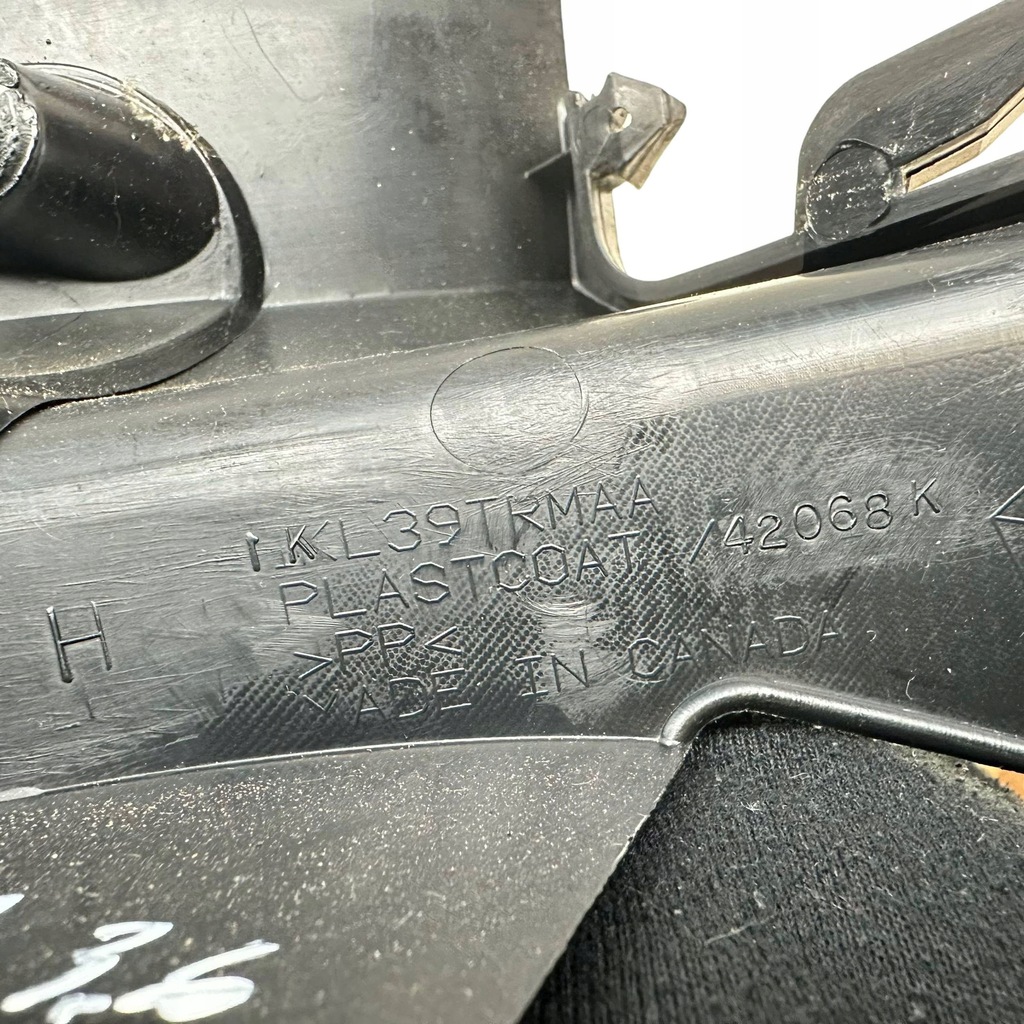 1KL39TRMAA /42068 K
PLASTCOAT
H
>PP<
MADE IN CANADA